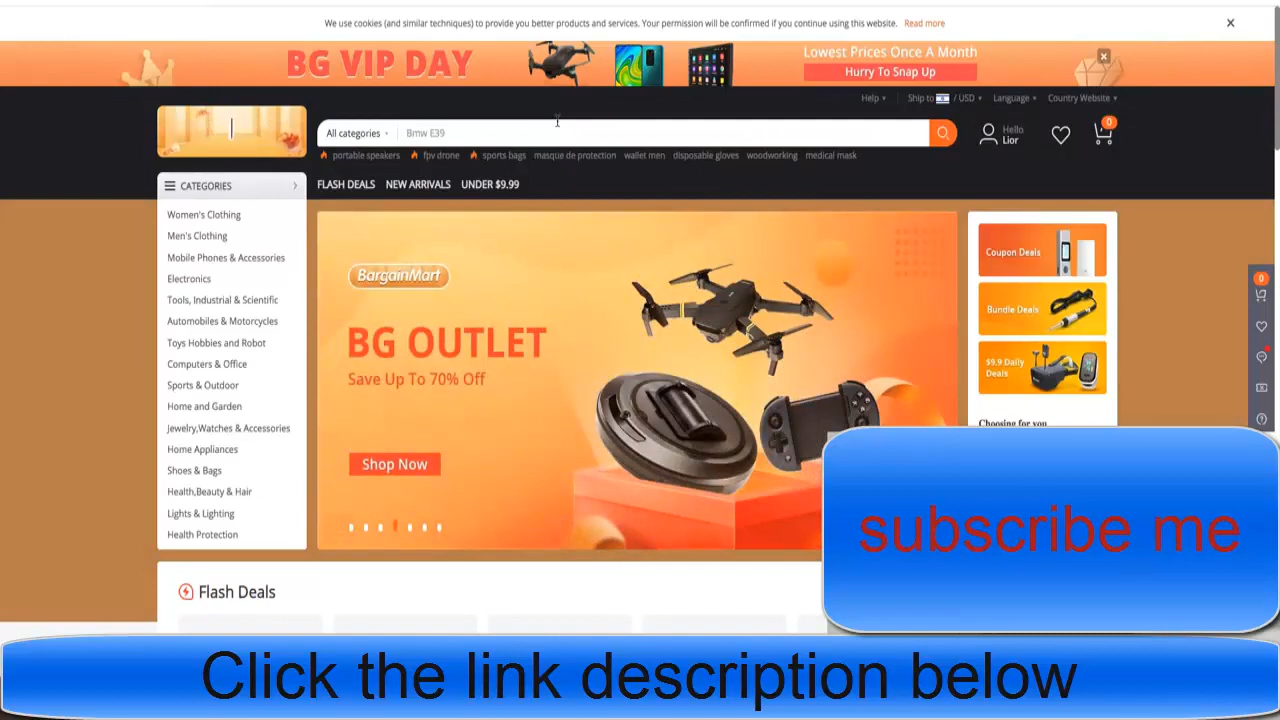 We use cookies (and similar techniques) to provide you better products and services. Your permission will be confirmed if you continue using this website. Read more
BG VIP DAY
Lowest Prices Once A Month
Hurry To Snap Up
Help
Ship to / USD
Language
Country Website
All categories
Bmw E39
Hello
Lior
0
portable speakers
fpv drone
sports bags
masque de protection
wallet men
disposable gloves
woodworking
medical mask
CATEGORIES
FLASH DEALS
NEW ARRIVALS
UNDER $9.99
Women's Clothing
Men's Clothing
Mobile Phones & Accessories
Electronics
Tools, Industrial & Scientific
Automobiles & Motorcycles
Toys Hobbies and Robot
Computers & Office
Sports & Outdoor
Home and Garden
Jewelry,Watches & Accessories
Home Appliances
Shoes & Bags
Health,Beauty & Hair
Lights & Lighting
Health Protection
BargainMart
BG OUTLET
Save Up To 70% Off
Shop Now
Coupon Deals
Bundle Deals
$9.9 Daily
Deals
Choosing for you
0
Flash Deals
subscribe me
Click the link description below